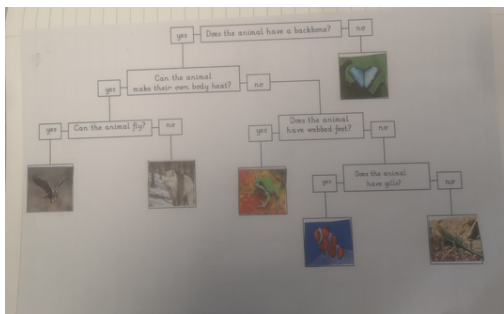 yes Does the animal have a backbone? no
Can the animal
make their own body heat?
yes no
yes Can the animal fly? no
Does the animal
have webbed feet?
yes no
Does the animal
have gills?
yes no